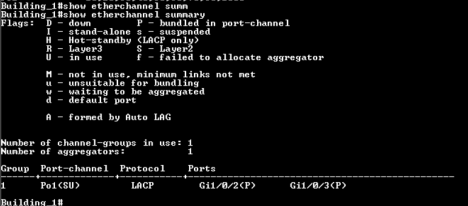 Building_1#show etherchannel summ
Building_1#show etherchannel summary
Flags:  D - down        P - bundled in port-channel
        I - stand-alone s - suspended
        H - Hot-standby (LACP only)
        R - Layer3      S - Layer2
        U - in use      f - failed to allocate aggregator

        M - not in use, minimum links not met
        u - unsuitable for bundling
        w - waiting to be aggregated
        d - default port

        A - formed by Auto LAG

Number of channel-groups in use: 1
Number of aggregators:           1

Group  Port-channel  Protocol    Ports
------+-------------+-----------+-----------------------------------------------
1      Po1(SU)         LACP      Gi1/0/2(P)      Gi1/0/3(P)

Building_1#